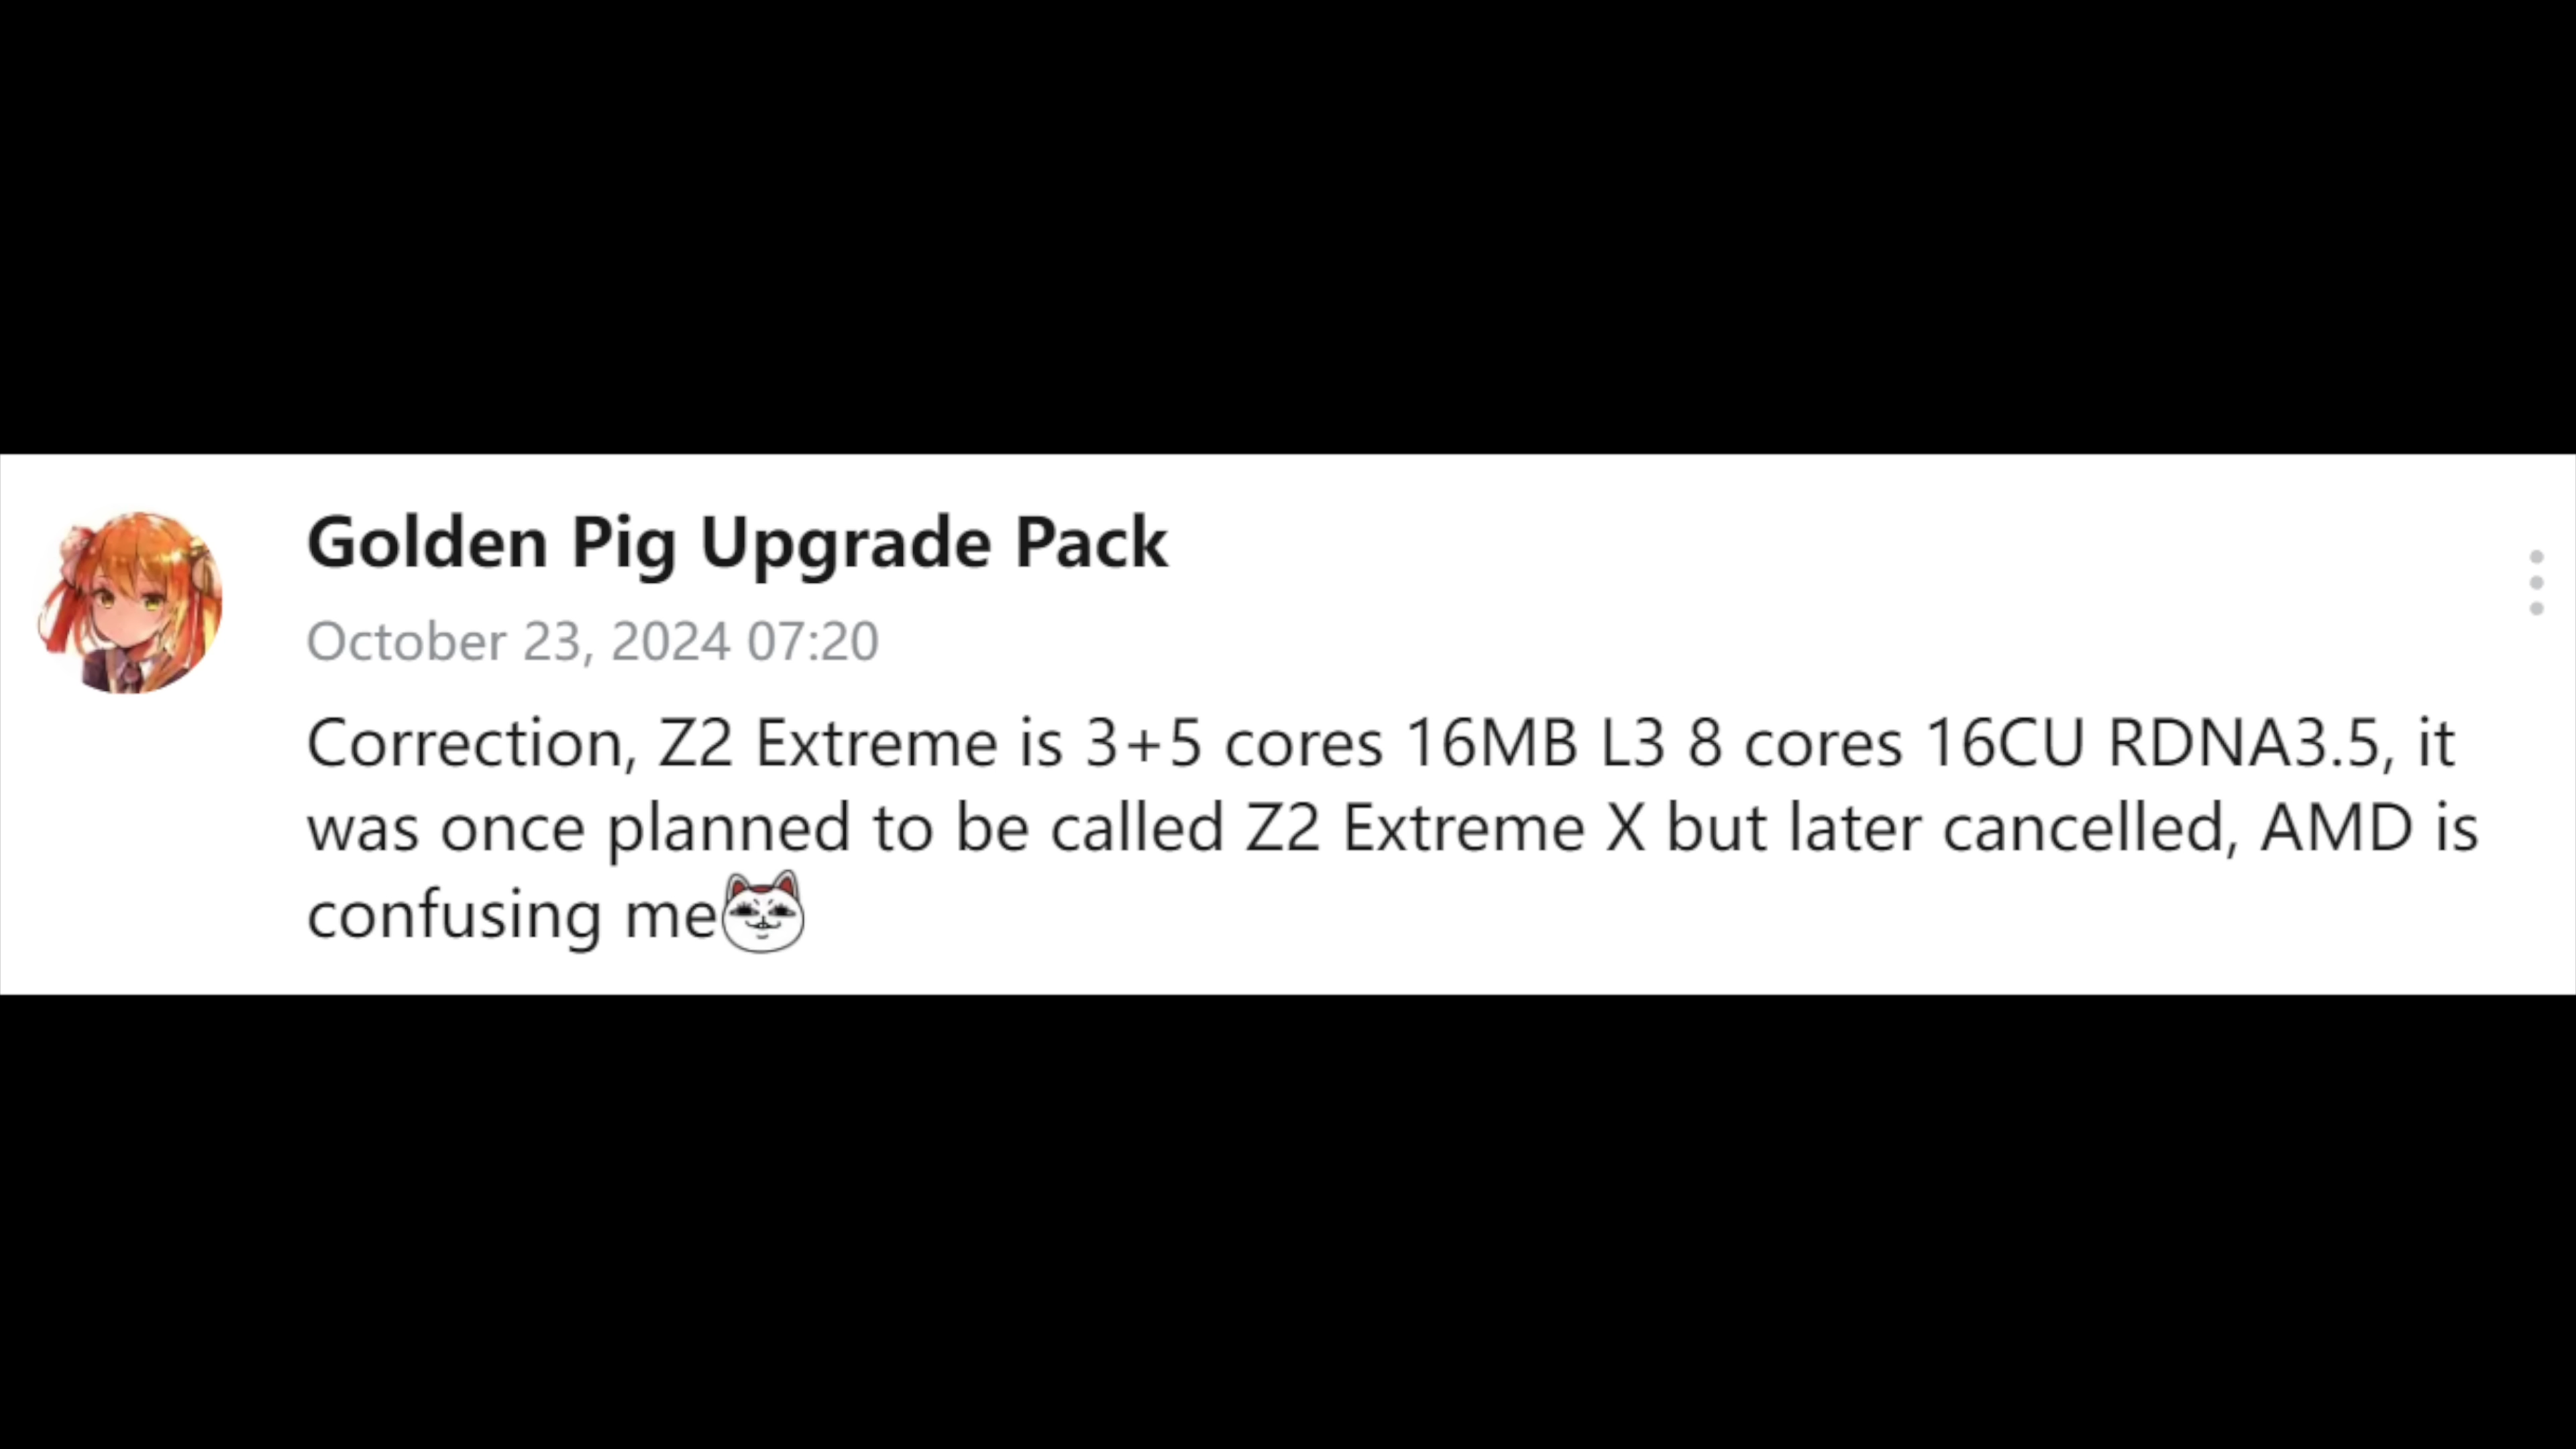 Golden Pig Upgrade Pack
October 23, 2024 07:20
Correction, Z2 Extreme is 3+5 cores 16MB L3 8 cores 16CU RDNA3.5, it
was once planned to be called Z2 Extreme X but later cancelled, AMD is
confusing me